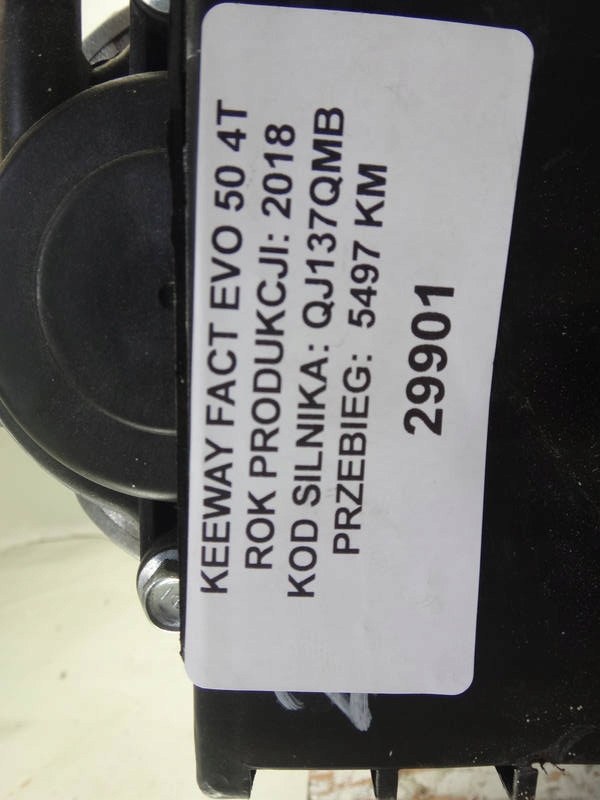 KEEWAY FACT EVO 50 4T
ROK PRODUKCJI: 2018
KOD SILNIKA: QJ137QMB
PRZEBIEG: 5497 KM
29901